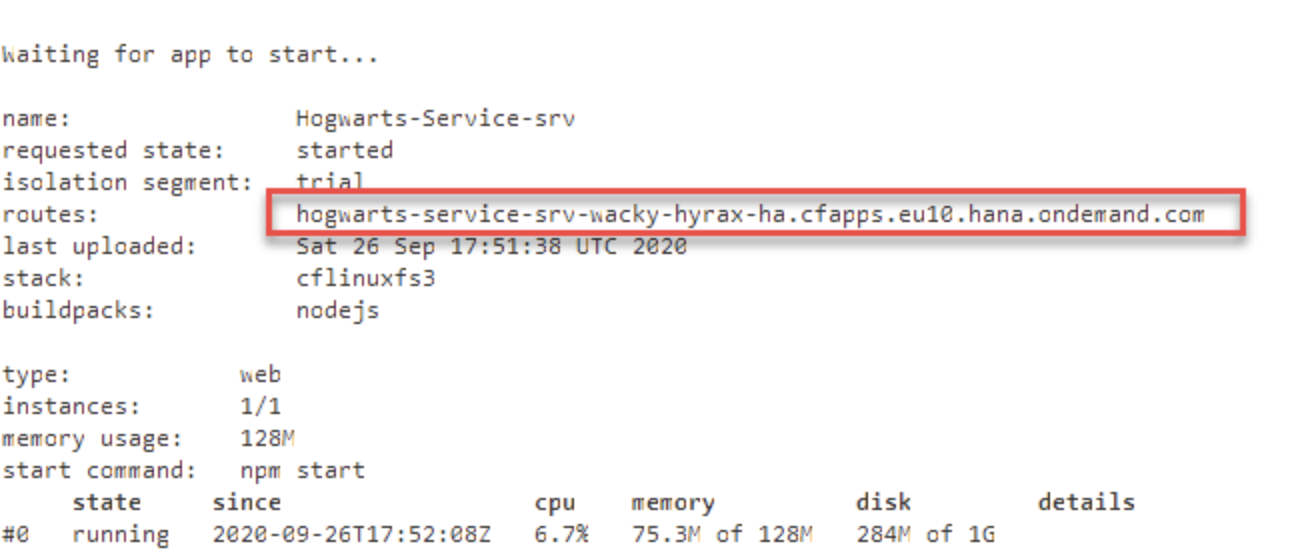 Waiting for app to start...
name: Hogwarts-Service-srv
requested state: started
isolation segment: trial
routes: hogwarts-service-srv-wacky-hyrax-ha.cfapps.eu10.hana.ondemand.com
last uploaded: Sat 26 Sep 17:51:38 UTC 2020
stack: cflinuxfs3
buildpacks: nodejs
type: web
instances: 1/1
memory usage: 128M
start command: npm start
state since cpu memory disk details
#0 running 2020-09-26T17:52:08Z 6.7% 75.3M of 128M 284M of 1G